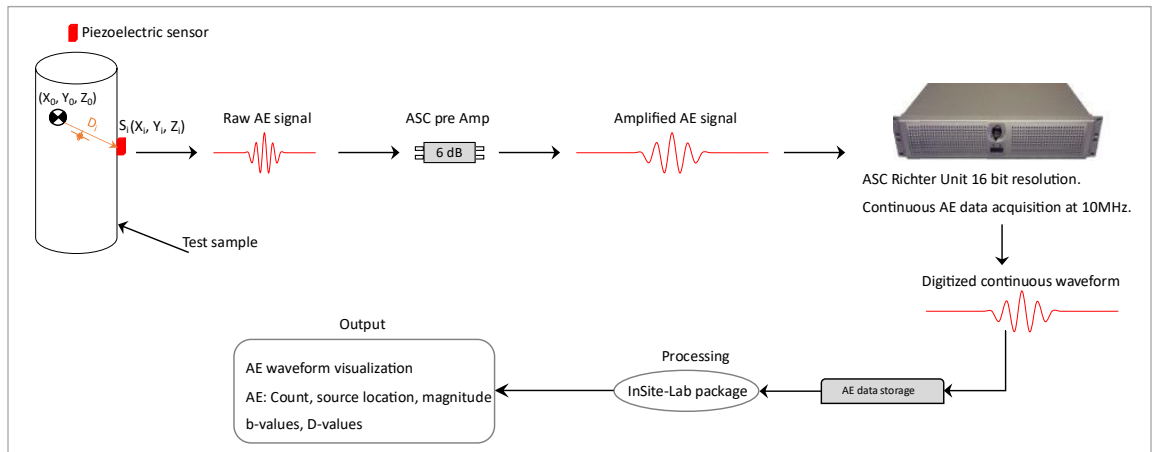 Piezoelectric sensor
(X₀, Y₀, Z₀)
Dᵢ
Sᵢ (Xᵢ, Yᵢ, Zᵢ)
Raw AE signal
ASC pre Amp
6 dB
Amplified AE signal
ASC Richter Unit 16 bit resolution.
Continuous AE data acquisition at 10MHz.
Test sample
Digitized continuous waveform
Output
AE waveform visualization
AE: Count, source location, magnitude
b-values, D-values
Processing
InSite-Lab package
AE data storage